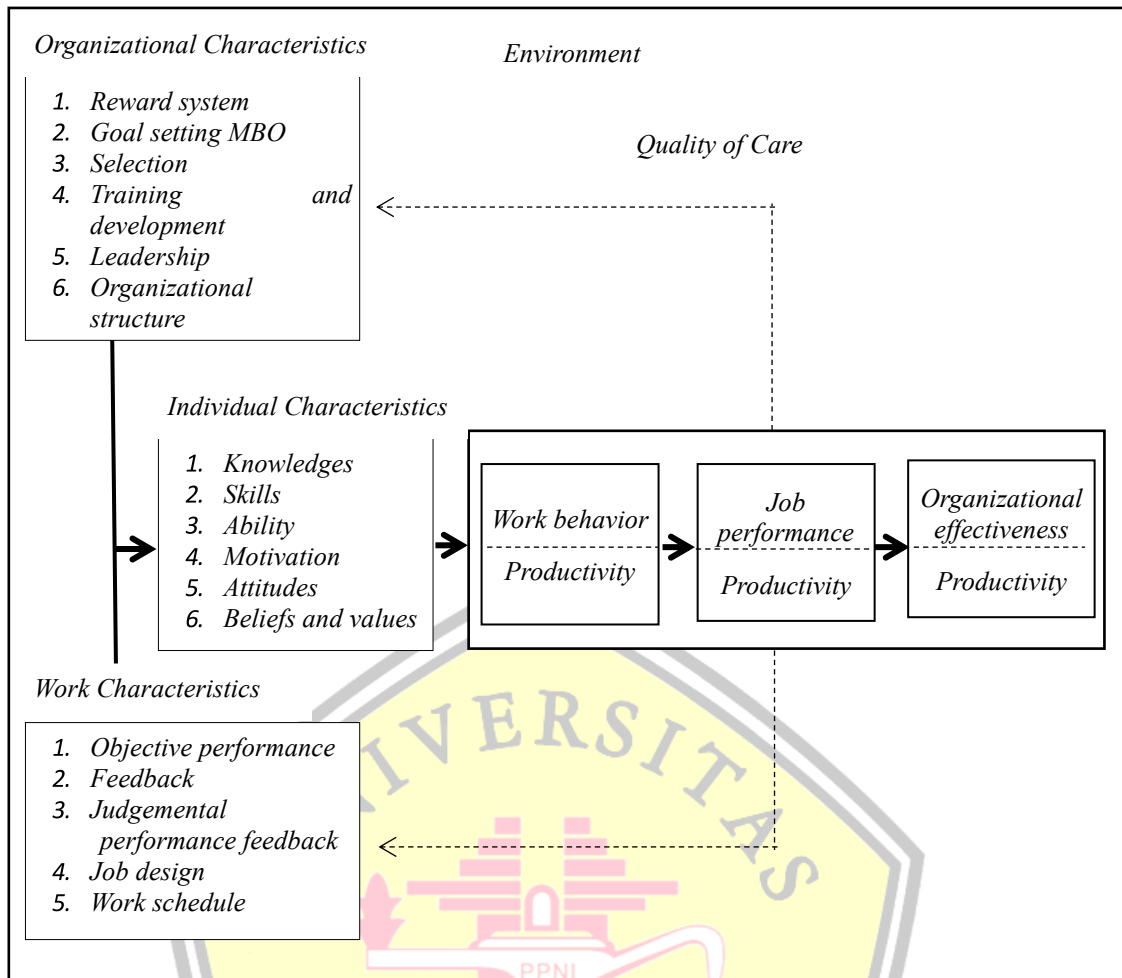 Organizational Characteristics
Environment
1. Reward system
2. Goal setting MBO
3. Selection
4. Training and
development
5. Leadership
6. Organizational
structure
Quality of Care
Individual Characteristics
1. Knowledges
2. Skills
3. Ability
4. Motivation
5. Attitudes
6. Beliefs and values
Work behavior
Productivity
Job
performance
Productivity
Organizational
effectiveness
Productivity
Work Characteristics
1. Objective performance
2. Feedback
3. Judgemental
performance feedback
4. Job design
5. Work schedule
UNIVERSITAS
PPNI